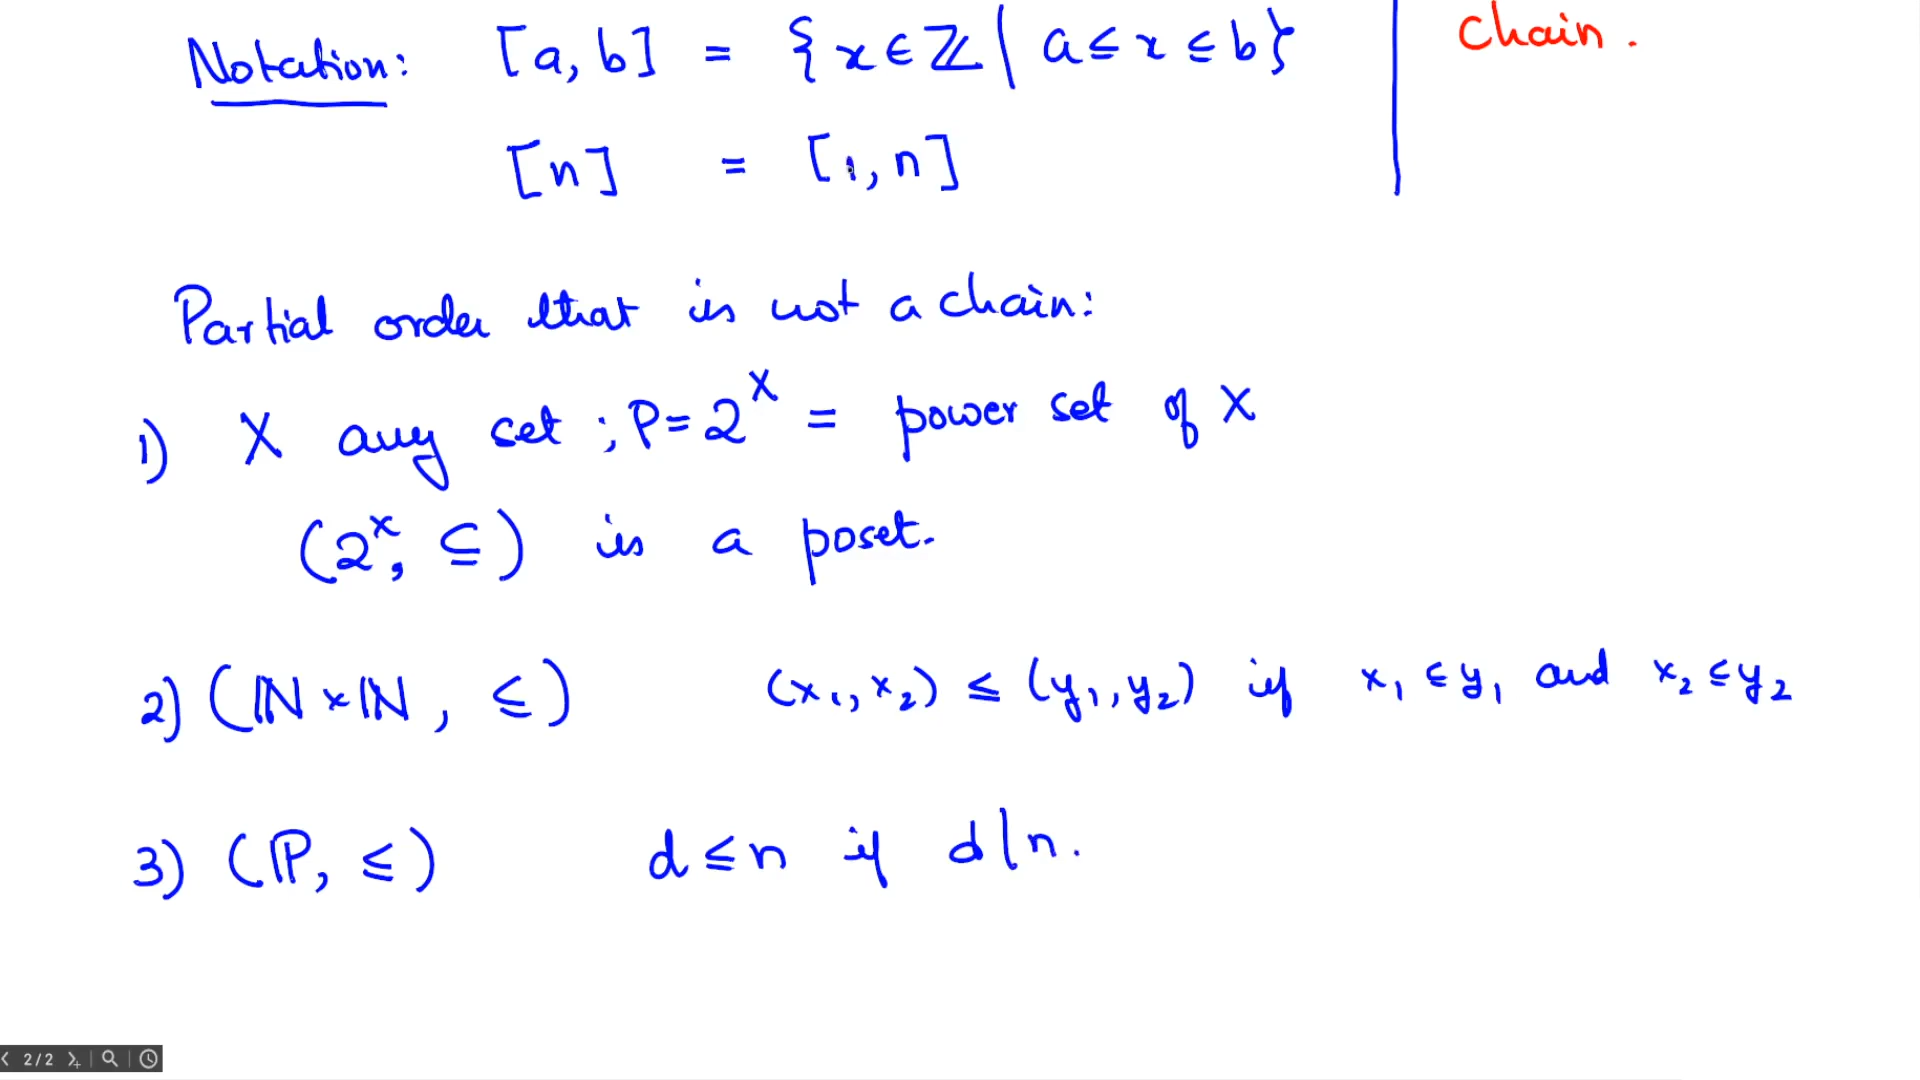 Notation: [a, b] = {x ∈ ℤ | a ≤ x ≤ b}
chain.
[n] = [1, n]
Partial order that is not a chain:
1) X any set ; P = 2^X = power set of X
(2^X, ⊆) is a poset.
2) (ℕ × ℕ, ≤) (x₁, x₂) ≤ (y₁, y₂) if x₁ ≤ y₁ and x₂ ≤ y₂
3) (ℙ, ≤) d ≤ n if d | n.
2/2